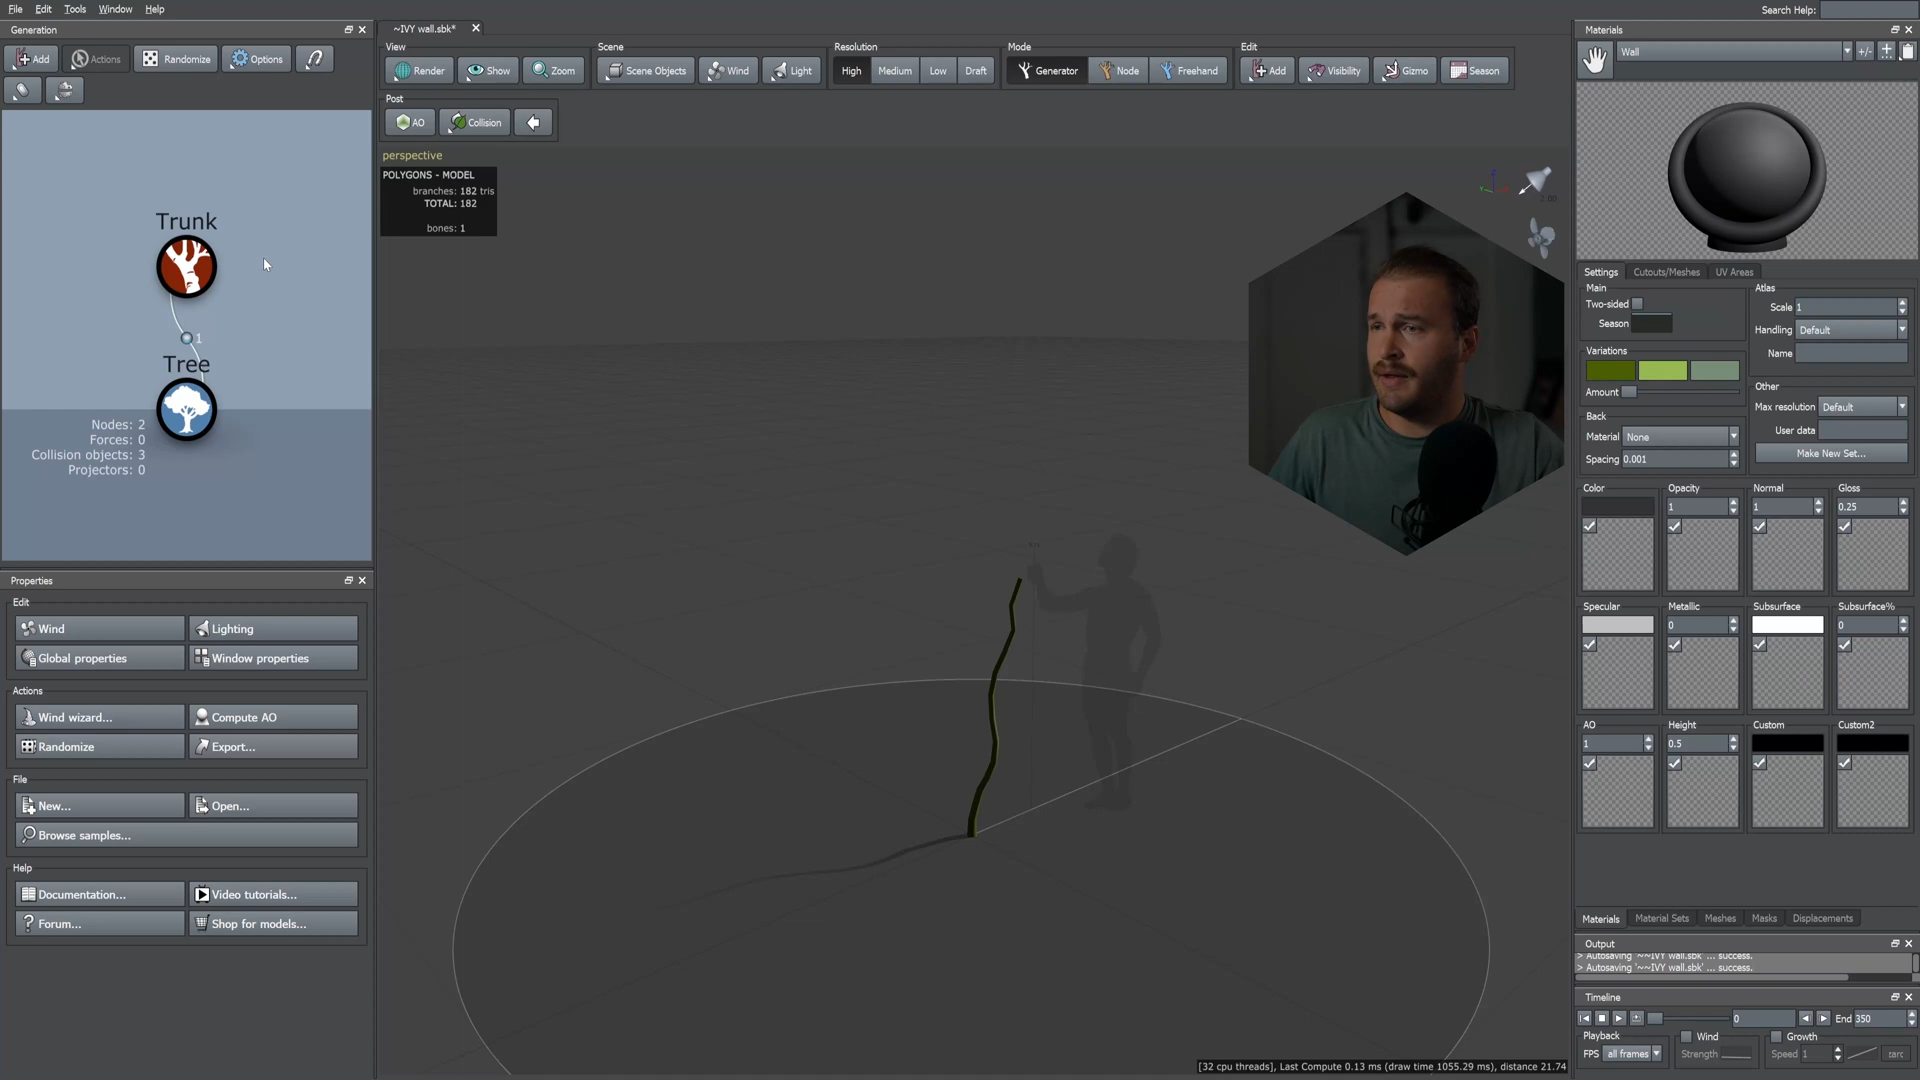 File Edit Tools Window Help
Search Help:
Generation
~IVY wall.sbk*
Materials
Add Actions Randomize Options
View Scene Resolution Mode Edit
Render Show Zoom Scene Objects Wind Light High Medium Low Draft Generator Node Freehand Add Visibility Gizmo Season
Wall
+/-
Post
AO Collision
perspective
POLYGONS - MODEL
branches: 182 tris
TOTAL: 182
bones: 1
2.00
Trunk
1
Tree
Nodes: 2
Forces: 0
Collision objects: 3
Projectors: 0
Settings Cutouts/Meshes UV Areas
Main
Two-sided
Season
Variations
Amount
Back
Material None
Spacing 0.001
Atlas
Scale 1
Handling Default
Name
Other
Max resolution Default
User data
Make New Set...
Color Opacity Normal Gloss
1 1 0.25
Specular Metallic Subsurface Subsurface%
0 0
AO Height Custom Custom2
1 0.5
Materials Material Sets Meshes Masks Displacements
Output
> Autosaving '~~IVY wall.sbk' ... success.
> Autosaving '~~IVY wall.sbk' ... success.
Timeline
0 End 350
Playback Wind Growth
FPS all frames Strength Speed 1
Properties
Edit
Wind Lighting
Global properties Window properties
Actions
Wind wizard... Compute AO
Randomize Export...
File
New... Open...
Browse samples...
Help
Documentation... Video tutorials...
Forum... Shop for models...
[32 cpu threads], Last Compute 0.13 ms (draw time 1055.29 ms), distance 21.74